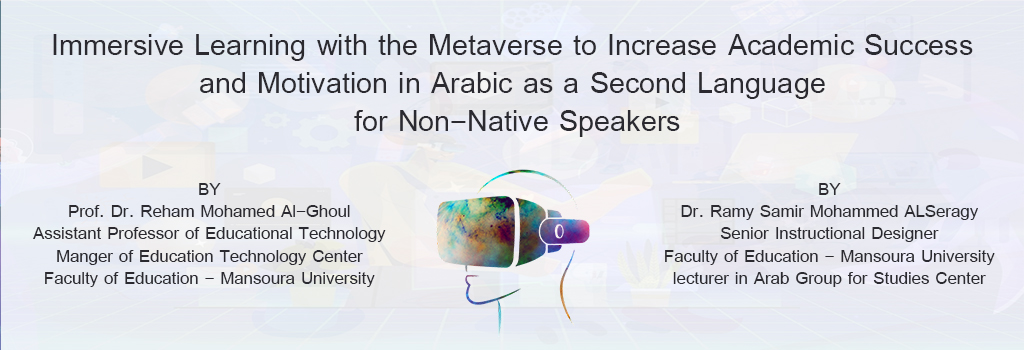 Immersive Learning with the Metaverse to Increase Academic Success
and Motivation in Arabic as a Second Language
for Non-Native Speakers
BY
Prof. Dr. Reham Mohamed Al-Ghoul
Assistant Professor of Educational Technology
Manger of Education Technology Center
Faculty of Education - Mansoura University
BY
Dr. Ramy Samir Mohammed ALSeragy
Senior Instructional Designer
Faculty of Education - Mansoura University
lecturer in Arab Group for Studies Center